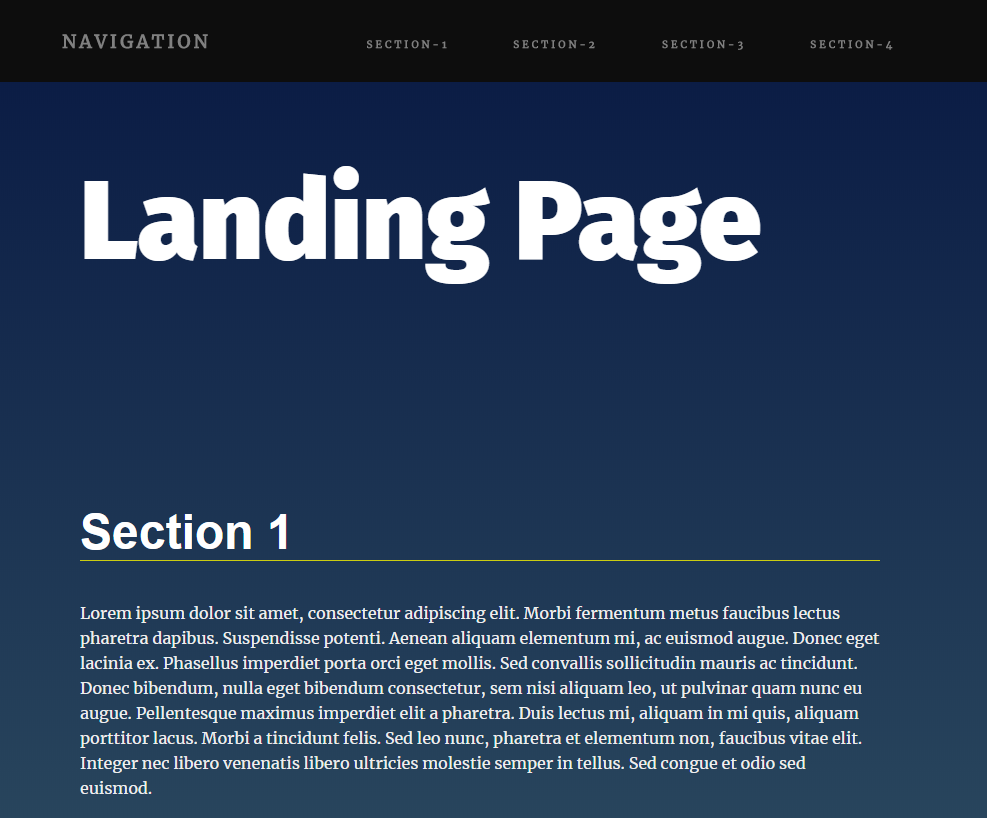 NAVIGATION SECTION-1 SECTION-2 SECTION-3 SECTION-4
Landing Page
Section 1
Lorem ipsum dolor sit amet, consectetur adipiscing elit. Morbi fermentum metus faucibus lectus
pharetra dapibus. Suspendisse potenti. Aenean aliquam elementum mi, ac euismod augue. Donec eget
lacinia ex. Phasellus imperdiet porta orci eget mollis. Sed convallis sollicitudin mauris ac tincidunt.
Donec bibendum, nulla eget bibendum consectetur, sem nisi aliquam leo, ut pulvinar quam nunc eu
augue. Pellentesque maximus imperdiet elit a pharetra. Duis lectus mi, aliquam in mi quis, aliquam
porttitor lacus. Morbi a tincidunt felis. Sed leo nunc, pharetra et elementum non, faucibus vitae elit.
Integer nec libero venenatis libero ultricies molestie semper in tellus. Sed congue et odio sed
euismod.